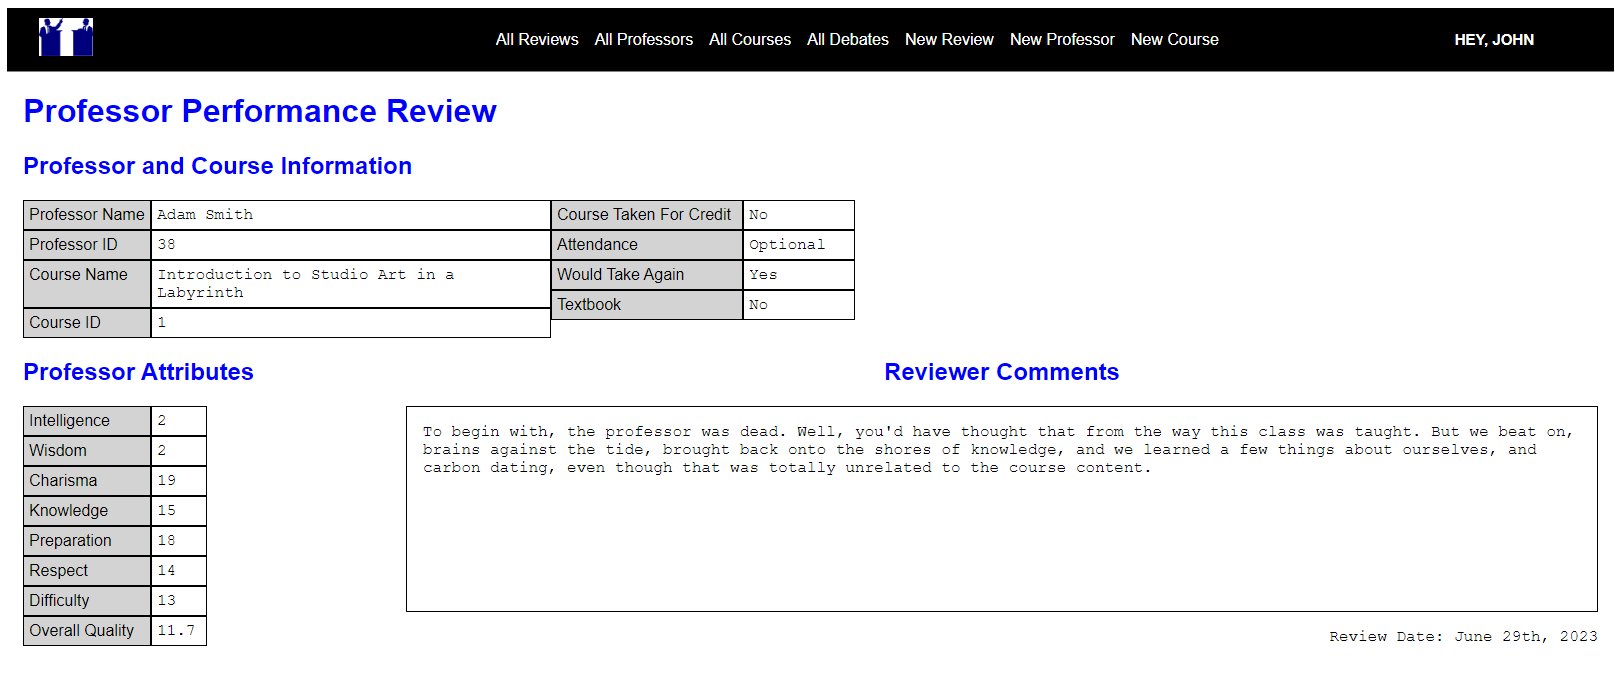 All Reviews All Professors All Courses All Debates New Review New Professor New Course HEY, JOHN
Professor Performance Review
Professor and Course Information
Professor Name Adam Smith
Professor ID 38
Course Name Introduction to Studio Art in a
Labyrinth
Course ID 1
Course Taken For Credit No
Attendance Optional
Would Take Again Yes
Textbook No
Professor Attributes
Intelligence 2
Wisdom 2
Charisma 19
Knowledge 15
Preparation 18
Respect 14
Difficulty 13
Overall Quality 11.7
Reviewer Comments
To begin with, the professor was dead. Well, you'd have thought that from the way this class was taught. But we beat on,
brains against the tide, brought back onto the shores of knowledge, and we learned a few things about ourselves, and
carbon dating, even though that was totally unrelated to the course content.
Review Date: June 29th, 2023